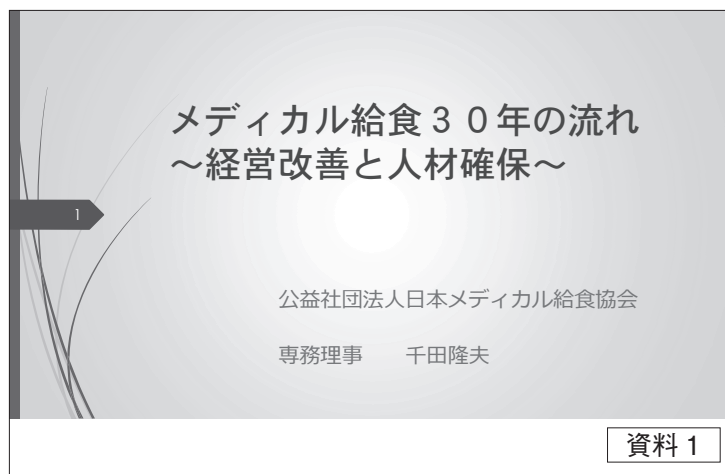 メディカル給食３０年の流れ
～経営改善と人材確保～
1
公益社団法人日本メディカル給食協会
専務理事　　千田隆夫
資料 1